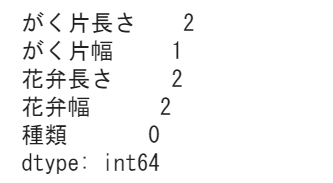 がく片長さ    2
がく片幅     1
花弁長さ     2
花弁幅      2
種類       0
dtype: int64